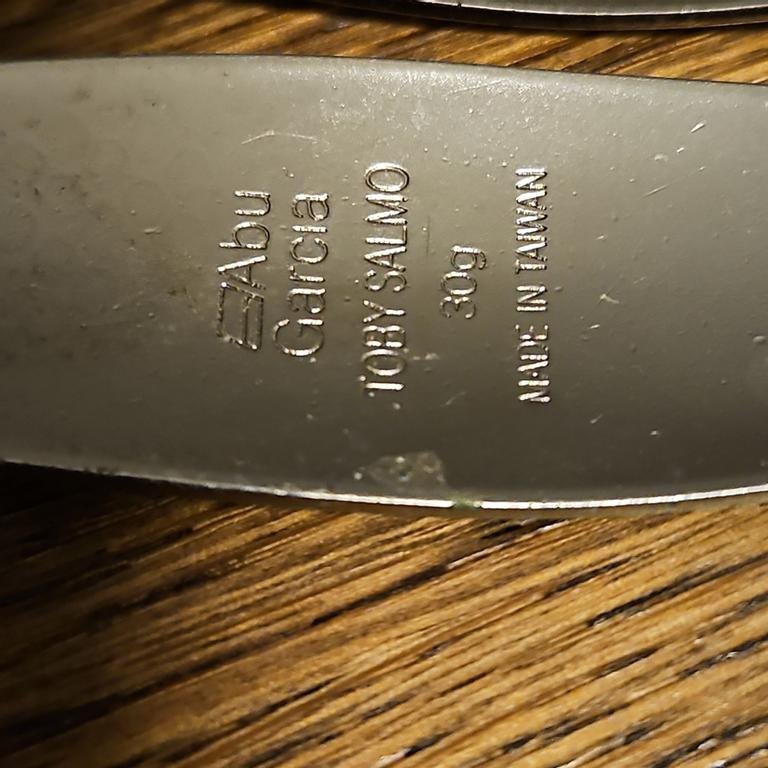 Abu
Garcia
TOBY SALMO
30g
MADE IN TAIWAN